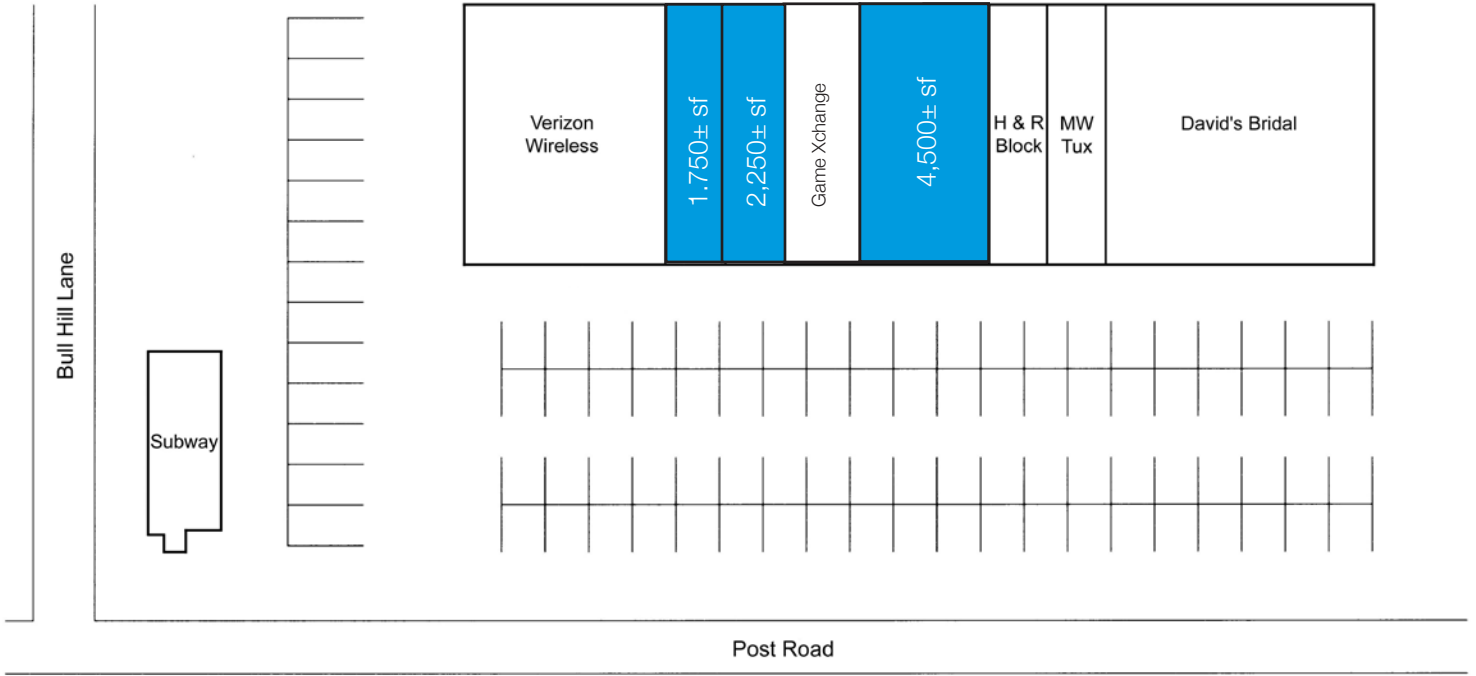 Verizon
Wireless
1.750± sf
2,250± sf
Game Xchange
4,500± sf
H & R
Block
MW
Tux
David's Bridal
Bull Hill Lane
Subway
Post Road